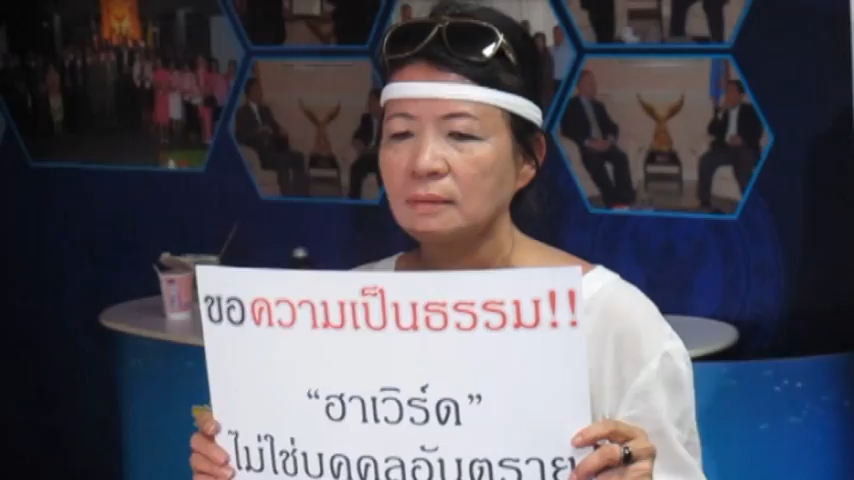 ขอความเป็นธรรม!!
“ฮาเวิร์ด”
ไม่ใช่บุคคลอันตราย